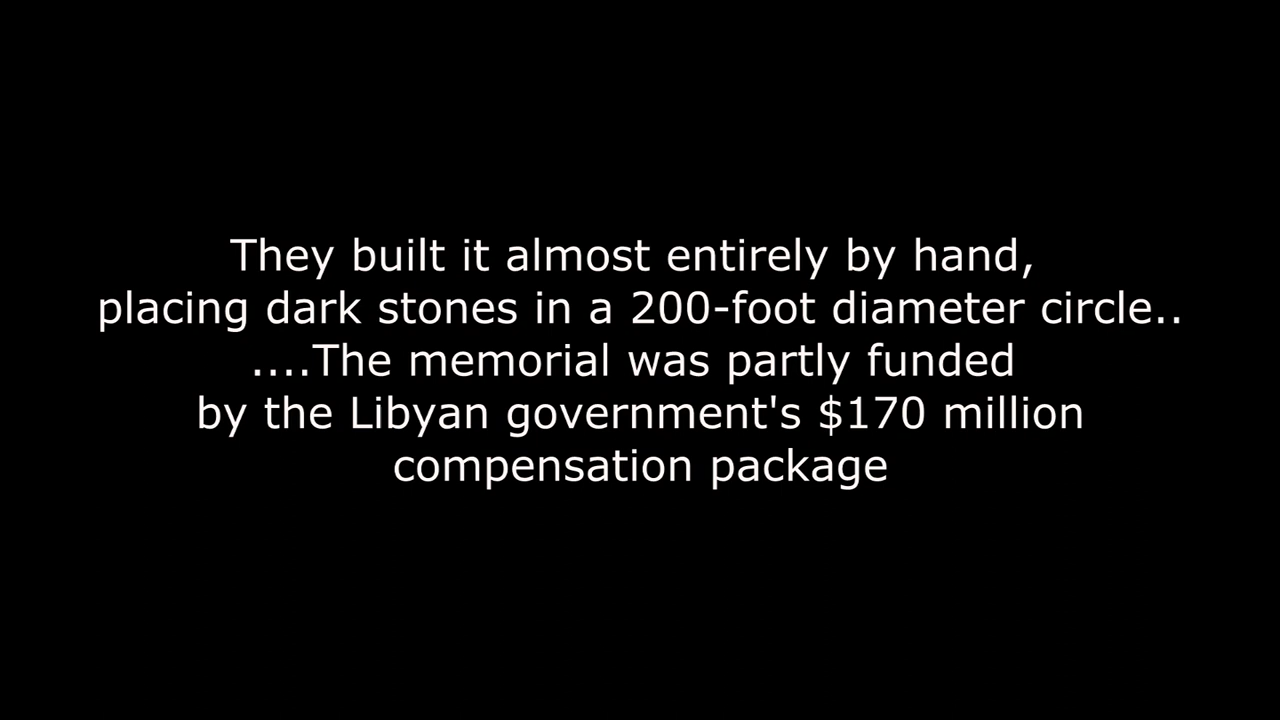 They built it almost entirely by hand,
placing dark stones in a 200-foot diameter circle..
....The memorial was partly funded
by the Libyan government's $170 million
compensation package